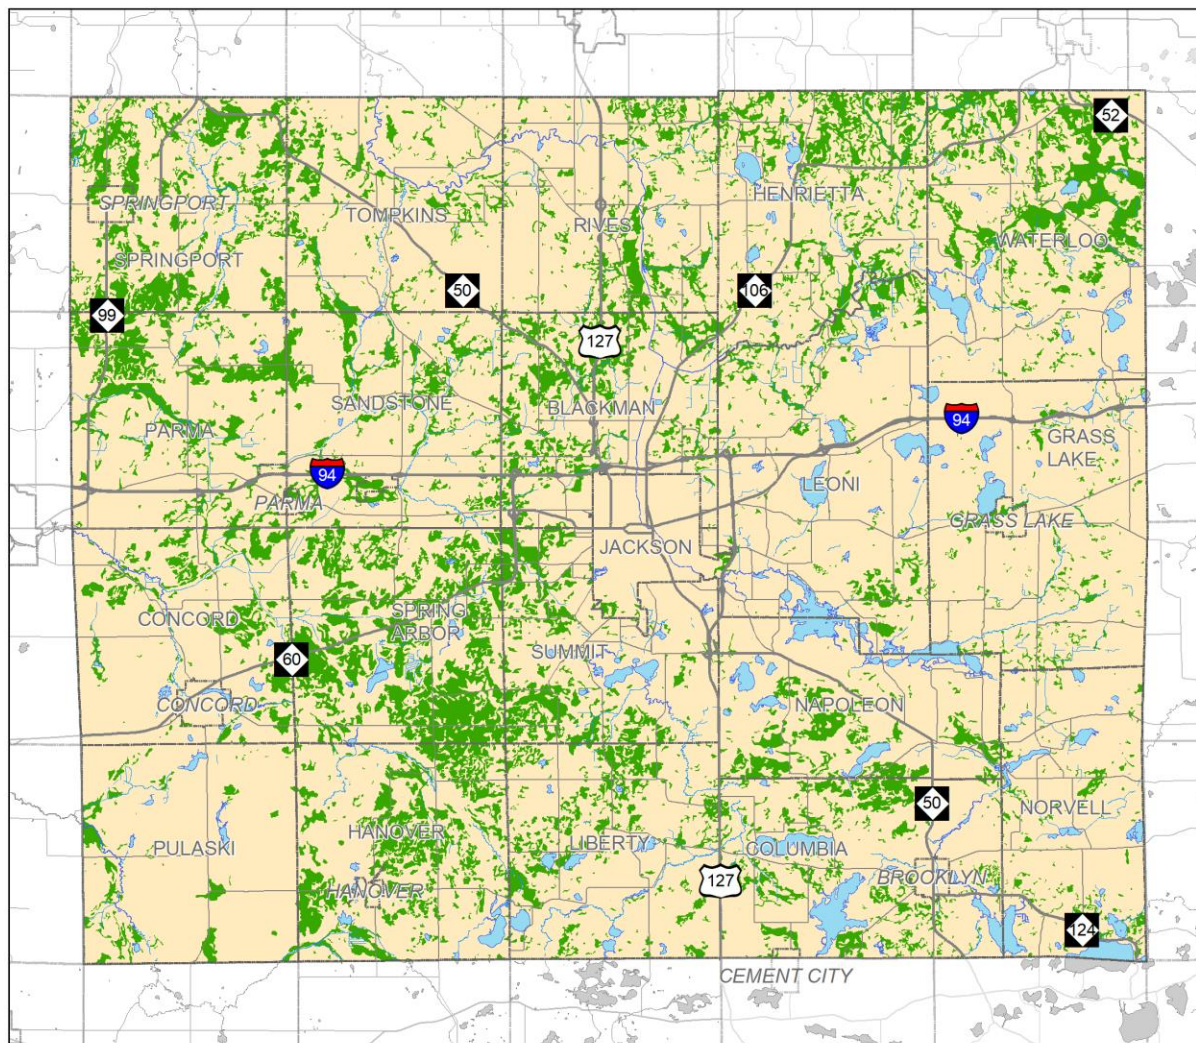 52
SPRINGPORT
TOMPKINS
RIVES
HENRIETTA
WATERLOO
SPRINGPORT
50
106
99
127
SANDSTONE
BLACKMAN
94
PARMA
GRASS
LAKE
94
LEONI
PARMA
GRASS LAKE
JACKSON
CONCORD
SPRING
ARBOR
SUMMIT
60
CONCORD
NAPOLEON
50
NORVELL
HANOVER
LIBERTY
COLUMBIA
PULASKI
127
BROOKLYN
HANOVER
124
CEMENT CITY